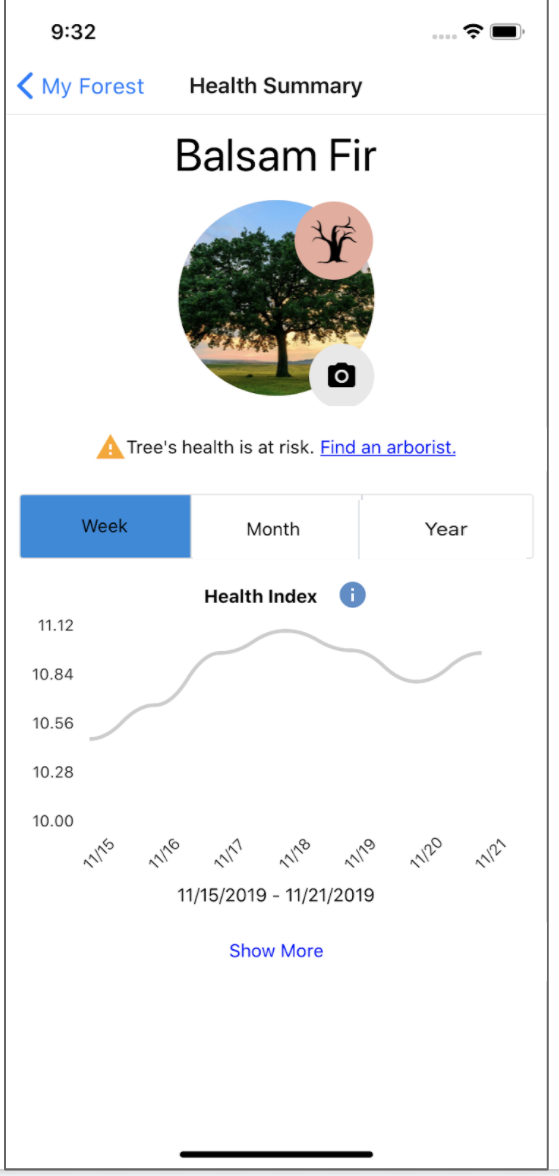 9:32
My Forest Health Summary
Balsam Fir
Tree's health is at risk. Find an arborist.
Week Month Year
Health Index i
11.12
10.84
10.56
10.28
10.00
11/15 11/16 11/17 11/18 11/19 11/20 11/21
11/15/2019 - 11/21/2019
Show More